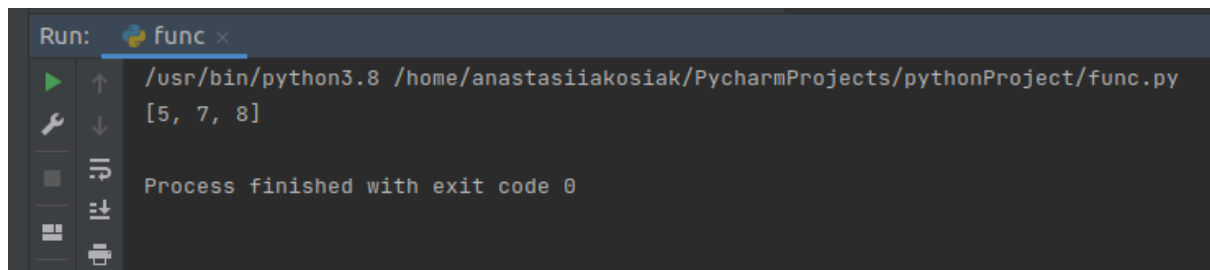 Run: func
/usr/bin/python3.8 /home/anastasiiakosiak/PycharmProjects/pythonProject/func.py
[5, 7, 8]
Process finished with exit code 0